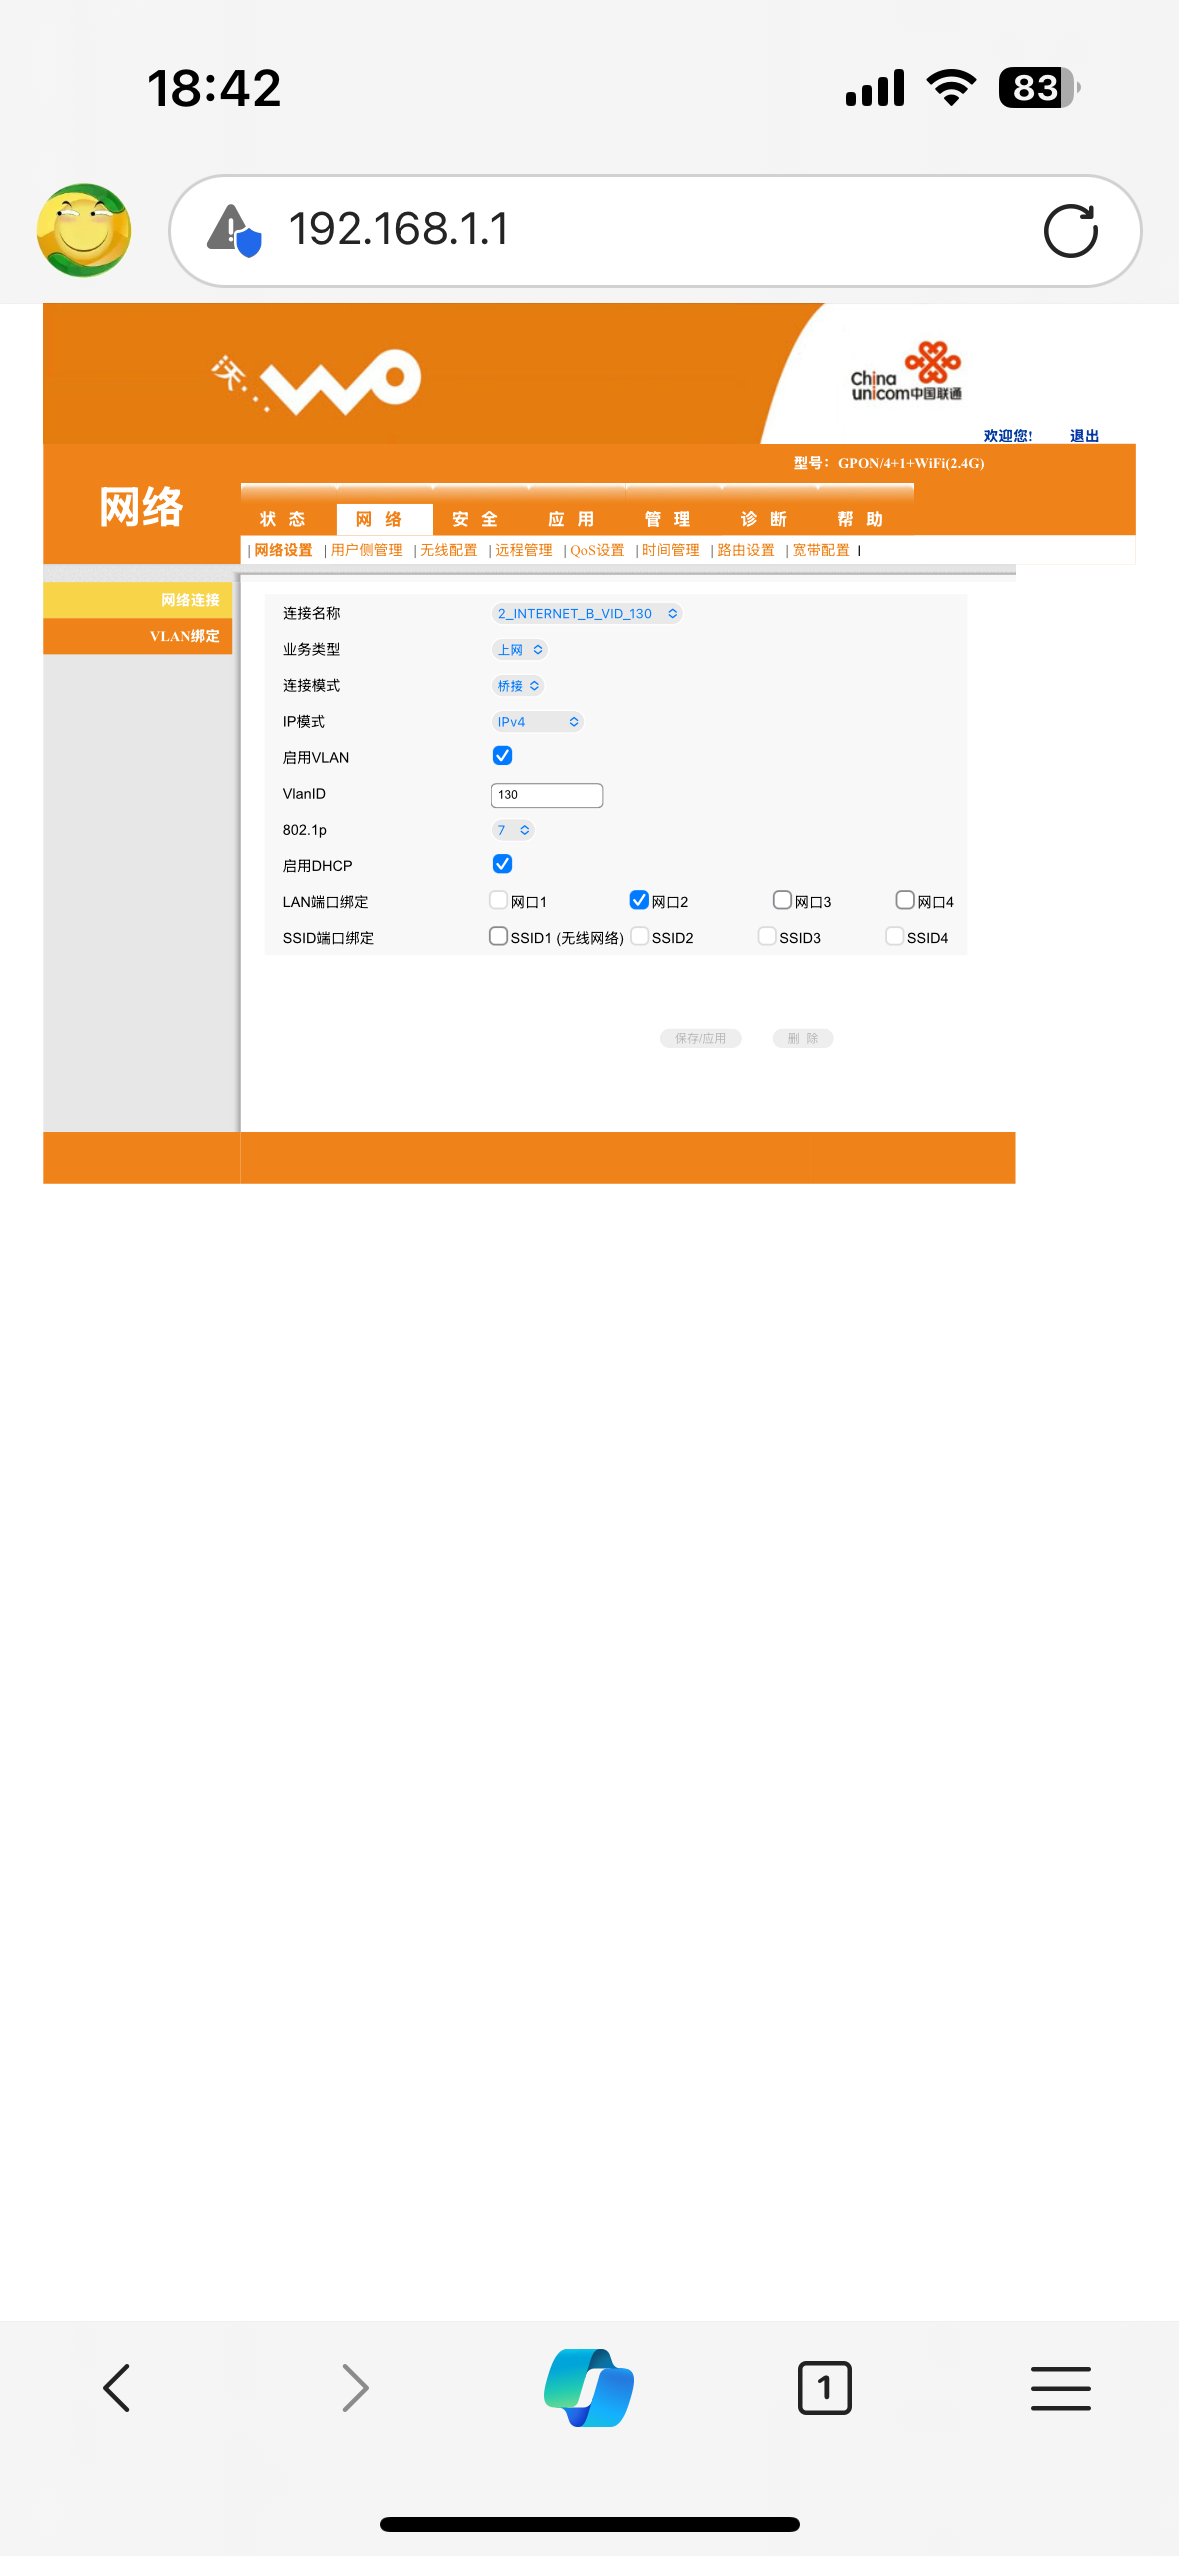 18:42
83
192.168.1.1
沃...
WO
China
unicom中国联通
欢迎您! 退出
型号：GPON/4+1+WiFi(2.4G)
网络
状 态 网 络 安 全 应 用 管 理 诊 断 帮 助
|网络设置 |用户侧管理 |无线配置 |远程管理 |QoS设置 |时间管理 |路由设置 |宽带配置 |
网络连接
VLAN绑定
连接名称 2_INTERNET_B_VID_130
业务类型 上网
连接模式 桥接
IP模式 IPv4
启用VLAN
VlanID 130
802.1p 7
启用DHCP
LAN端口绑定 网口1 网口2 网口3 网口4
SSID端口绑定 SSID1 (无线网络) SSID2 SSID3 SSID4
保存/应用 删 除
1